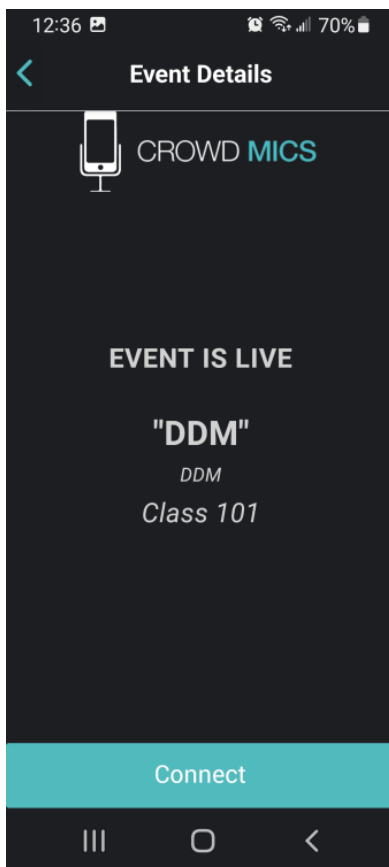 12:36 70%
Event Details
CROWD MICS
EVENT IS LIVE
"DDM"
DDM
Class 101
Connect